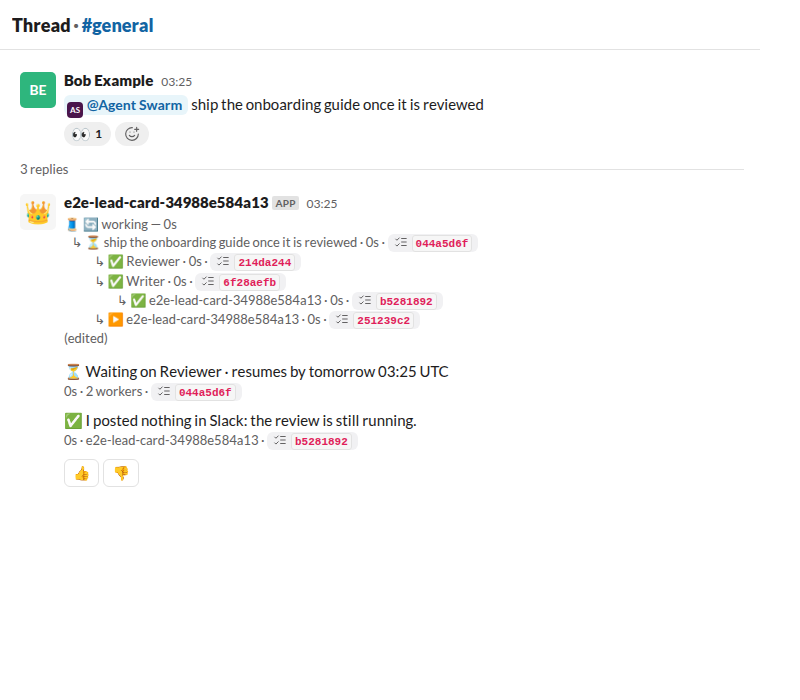 Thread · #general
BE
Bob Example 03:25
AS @Agent Swarm ship the onboarding guide once it is reviewed
1
3 replies
e2e-lead-card-34988e584a13 APP 03:25
working — 0s
↳ ship the onboarding guide once it is reviewed · 0s · 044a5d6f
↳ Reviewer · 0s · 214da244
↳ Writer · 0s · 6f28aefb
↳ e2e-lead-card-34988e584a13 · 0s · b5281892
↳ e2e-lead-card-34988e584a13 · 0s · 251239c2
(edited)
Waiting on Reviewer · resumes by tomorrow 03:25 UTC
0s · 2 workers · 044a5d6f
I posted nothing in Slack: the review is still running.
0s · e2e-lead-card-34988e584a13 · b5281892